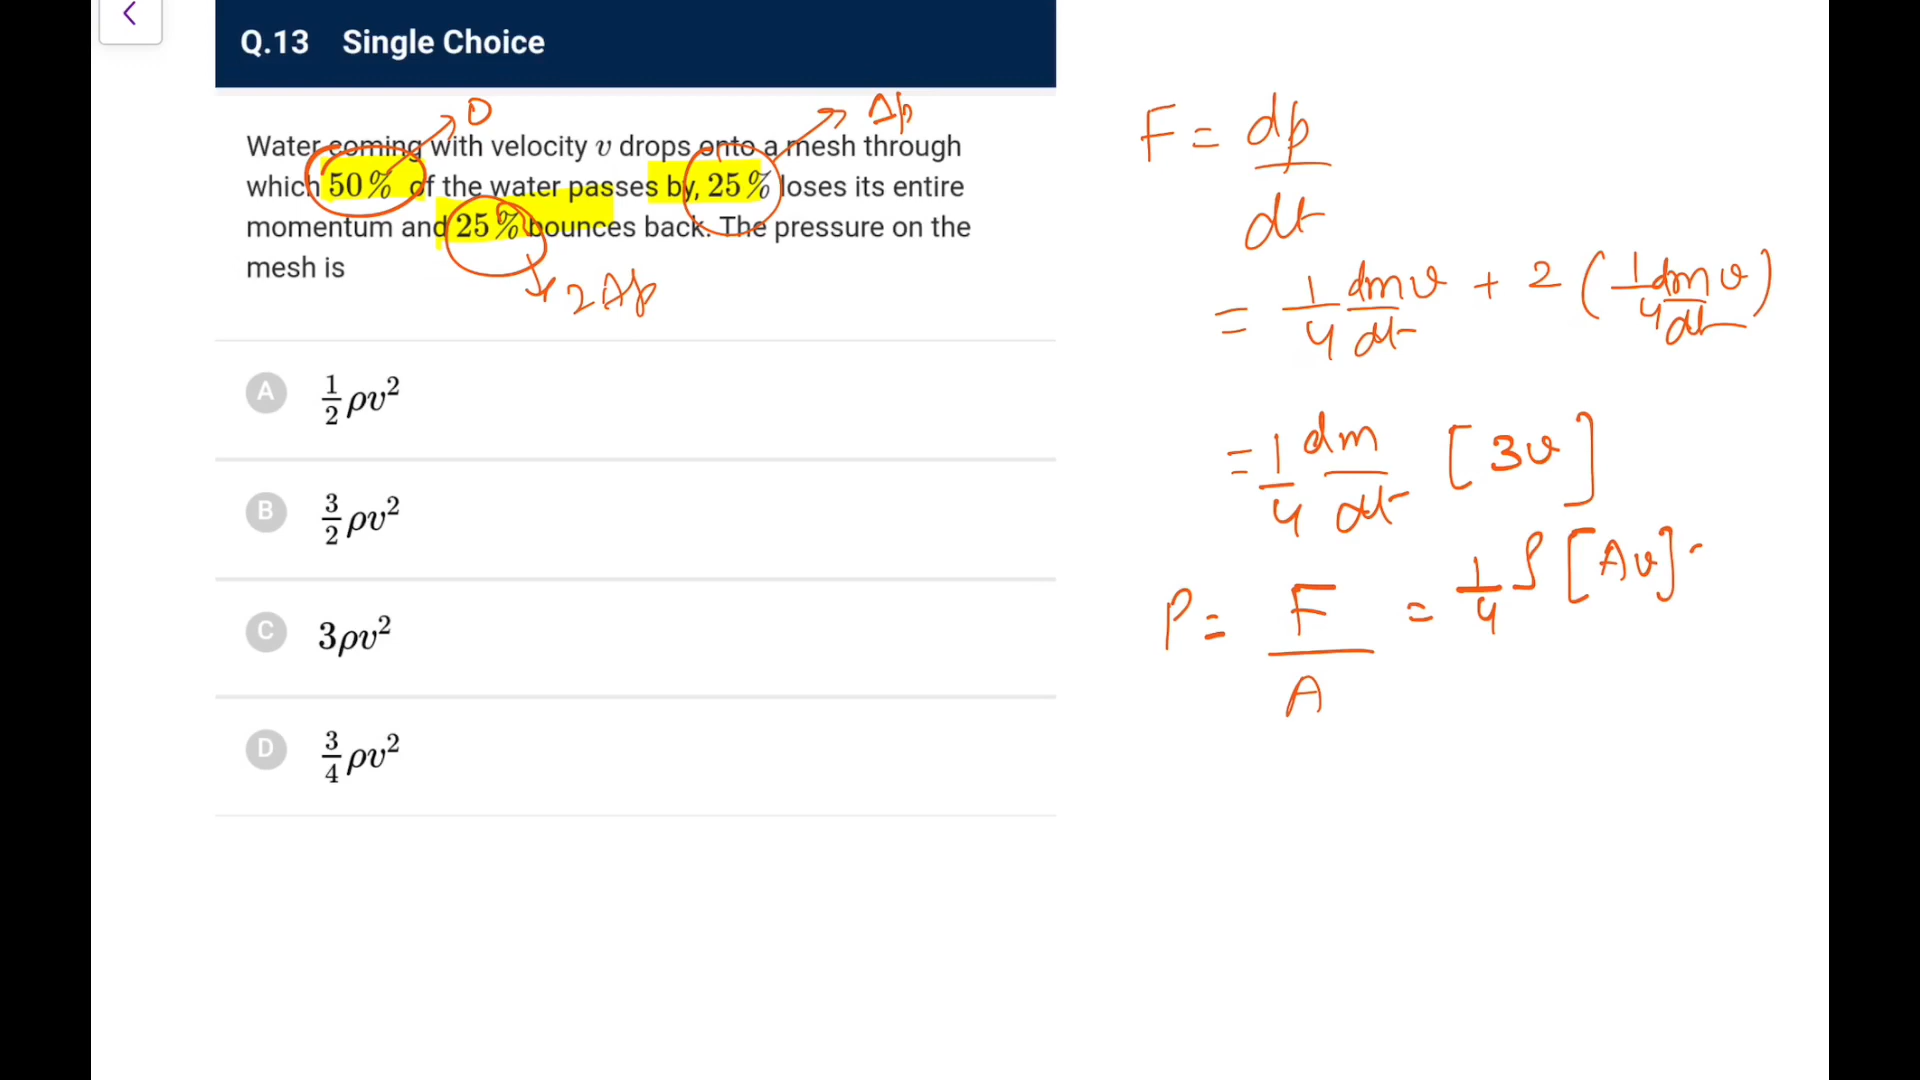 Q.13 Single Choice
Water coming with velocity v drops onto a mesh through
which 50% of the water passes by, 25% loses its entire
momentum and 25% bounces back. The pressure on the
mesh is
0
Δp
2Δp
A 1/2 ρv²
B 3/2 ρv²
C 3ρv²
D 3/4 ρv²
F = dp/dt
= 1/4 dm/dt v + 2 (1/4 dm/dt v)
= 1/4 dm/dt [3v]
P = F/A = 1/4 ρ [Av]